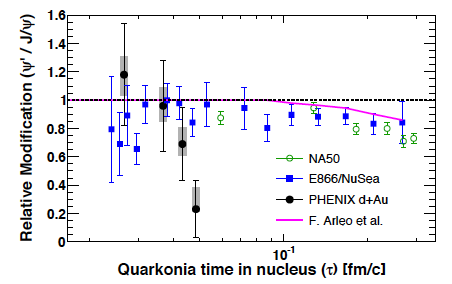 1.6
1.4
1.2
1
0.8
0.6
0.4
0.2
0
Relative Modification (ψ' / J/ψ)
NA50
E866/NuSea
PHENIX d+Au
F. Arleo et al.
10⁻¹
Quarkonia time in nucleus (τ) [fm/c]